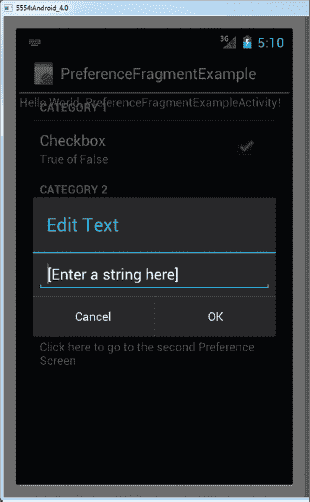 5554:Android_4.0
3G 5:10
PreferenceFragmentExample
Hello World, PreferenceFragmentExampleActivity!
CATEGORY 1
Checkbox
True of False
CATEGORY 2
Edit Text
[Enter a string here]
Cancel OK
Click here to go to the second Preference
Screen